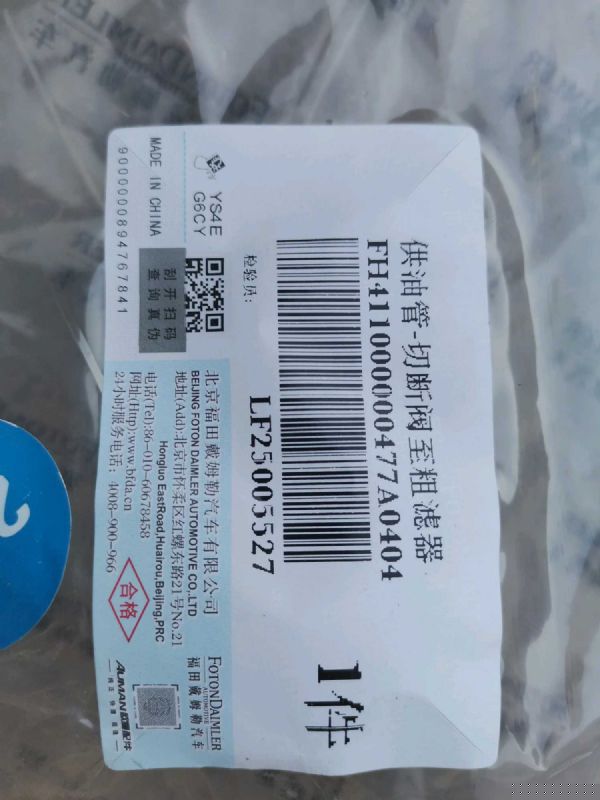 供油管-切断阀至粗滤器
FH4110000000477A0404
LF25005527
1件
检验员:
YS4E
G6CY
MADE IN CHINA
9000000894767841
刮开扫码
查询真伪
北京福田戴姆勒汽车有限公司
BEIJING FOTON DAIMLER AUTOMOTIVE CO.,LTD
地址(Add):北京市怀柔区红螺东路21号No.21
Hongluo EastRoad,Huairou,Beijing,PRC
电话(Tel):86-010-60678458
网址(Http):www.bfda.cn
24小时服务电话: 4008-900-966
合格
FOTONDAIMLER
AUTOMOTIVE
福田戴姆勒汽车
AUMAN欧曼配件